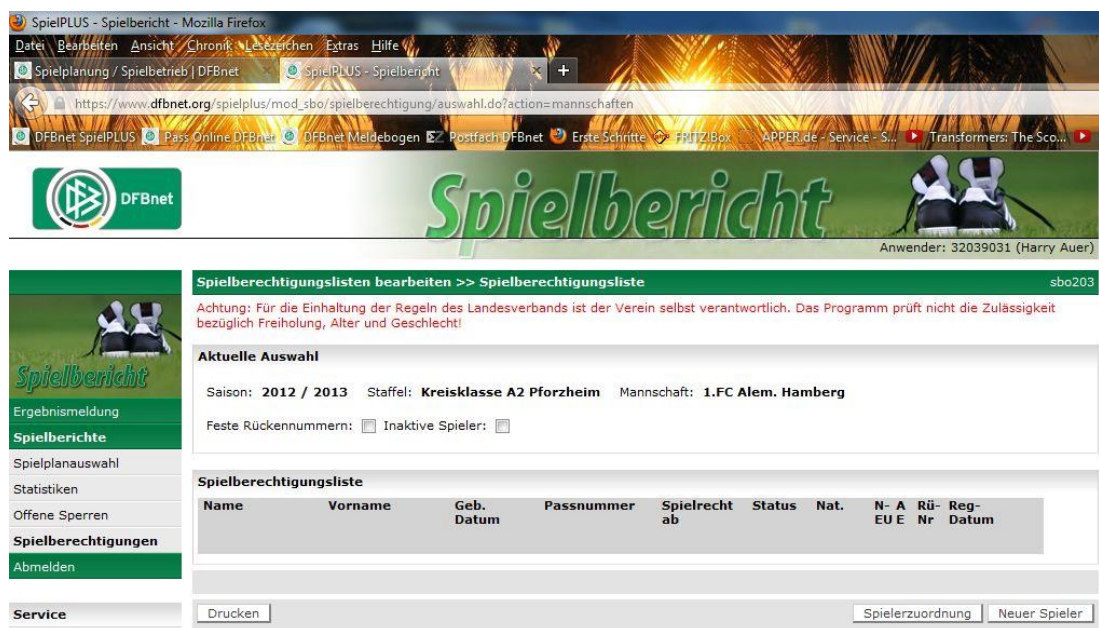 SpielPLUS - Spielbericht - Mozilla Firefox
Datei Bearbeiten Ansicht Chronik Lesezeichen Extras Hilfe
Spielplanung / Spielbetrieb | DFBnet × SpielPLUS - Spielbericht × +
https://www.dfbnet.org/spielplus/mod_sbo/spielberechtigung/auswahl.do?action=mannschaften
DFBnet SpielPLUS Pass Online DFBnet DFBnet Meldebogen Postfach DFBnet Erste Schritte FRITZ!Box APPER.de - Service - S... Transformers: The Sco...
DFBnet
Spielbericht
Anwender: 32039031 (Harry Auer)
Spielberechtigungslisten bearbeiten >> Spielberechtigungsliste sbo203
Achtung: Für die Einhaltung der Regeln des Landesverbands ist der Verein selbst verantwortlich. Das Programm prüft nicht die Zulässigkeit
bezüglich Freiholung, Alter und Geschlecht!
Aktuelle Auswahl
Saison: 2012 / 2013 Staffel: Kreisklasse A2 Pforzheim Mannschaft: 1.FC Alem. Hamberg
Feste Rückennummern: Inaktive Spieler:
Spielberechtigungsliste
Name Vorname Geb. Datum Passnummer Spielrecht ab Status Nat. N-EU A E Rü-Nr Reg-Datum
Drucken Spielerzuordnung Neuer Spieler
Spielbericht
Ergebnismeldung
Spielberichte
Spielplanauswahl
Statistiken
Offene Sperren
Spielberechtigungen
Abmelden
Service